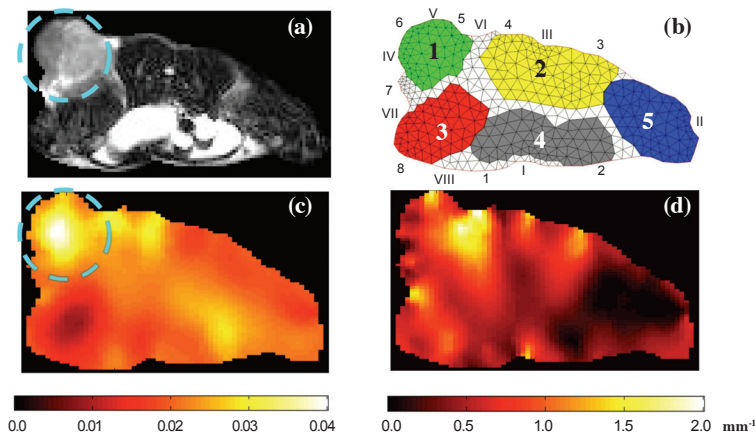 (a)
(b)
6 V 5 VI 4 III 3
IV 1 2
7
VII 3 4 5 II
8 VIII 1 I 2
(c)
(d)
0.0 0.01 0.02 0.03 0.04
0.0 0.5 1.0 1.5 2.0 mm⁻¹